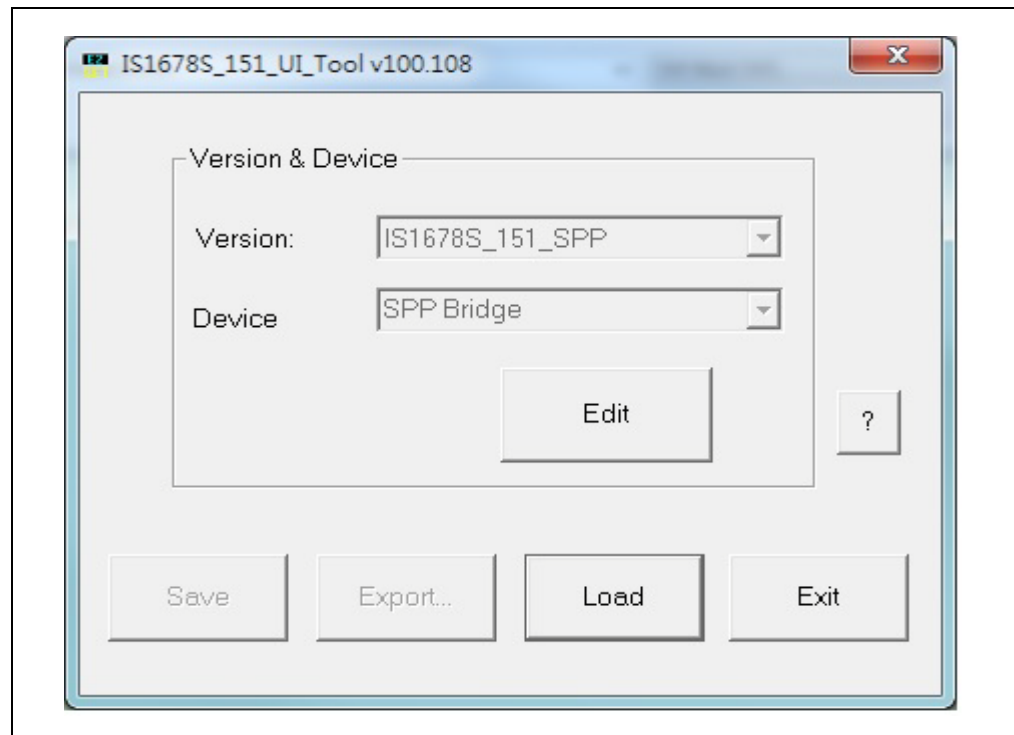 IS1678S_151_UI_Tool v100.108
Version & Device
Version: IS1678S_151_SPP
Device SPP Bridge
Edit
?
Save Export... Load Exit